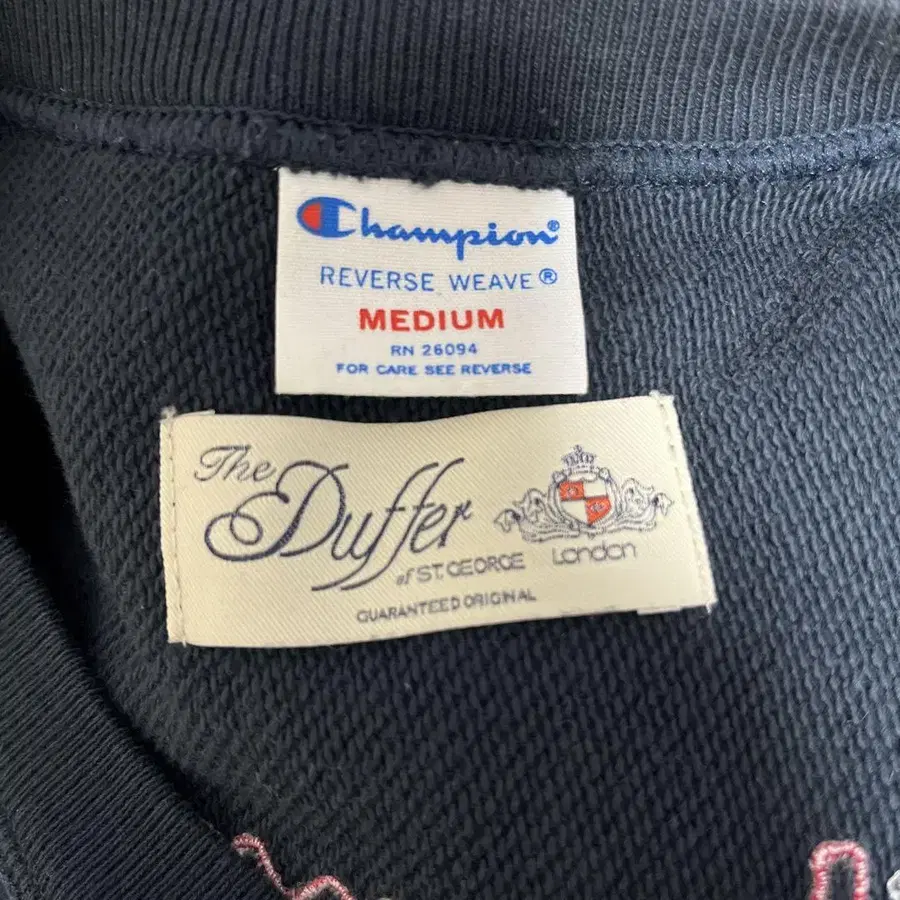 Champion®
REVERSE WEAVE®
MEDIUM
RN 26094
FOR CARE SEE REVERSE
The
Duffer
of ST. GEORGE London
GUARANTEED ORIGINAL